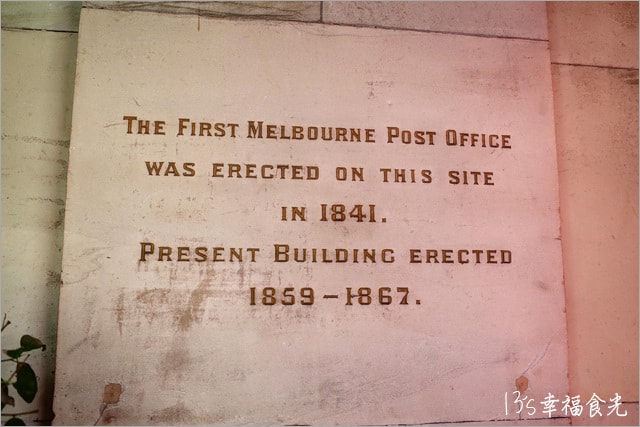 THE FIRST MELBOURNE POST OFFICE
WAS ERECTED ON THIS SITE
IN 1841.
PRESENT BUILDING ERECTED
1859-1867.
13's幸福食光